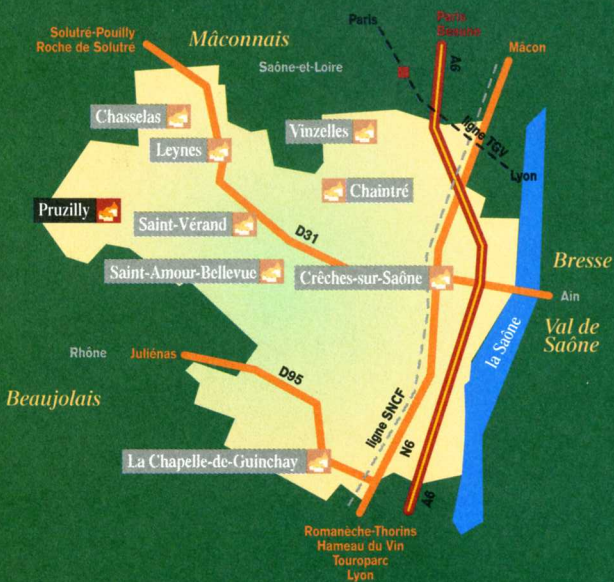 Paris
Paris
Beaune
Solutré-Pouilly
Roche de Solutré
Mâconnais
Saône-et-Loire
A6
Mâcon
Chasselas
Vinzelles
ligne TGV
Leynes
Lyon
Chaintré
Pruzilly
Saint-Vérand
D31
Saint-Amour-Bellevue
Crêches-sur-Saône
Bresse
Ain
Val de
Saône
la Saône
Rhône
Juliénas
D95
Beaujolais
ligne SNCF
N6
La Chapelle-de-Guinchay
A6
Romanèche-Thorins
Hameau du Vin
Touroparc
Lyon